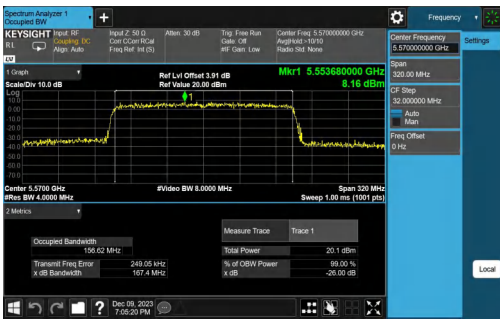 Spectrum Analyzer 1
Occupied BW
KEYSIGHT
RL
LXI
Input: RF
Coupling: DC
Align: Auto
Input Z: 50 Ω
Corr CCorr RCal
Freq Ref: Int (S)
Atten: 30 dB
Trig: Free Run
Gate: Off
#IF Gain: Low
Center Freq: 5.570000000 GHz
Avg|Hold:>10/10
Radio Std: None
1 Graph
Scale/Div 10.0 dB
Ref Lvl Offset 3.91 dB
Ref Value 20.00 dBm
Mkr1 5.553680000 GHz
8.16 dBm
Log
10.0
0.00
-10.0
-20.0
-30.0
-40.0
-50.0
-60.0
-70.0
1
Center 5.5700 GHz
#Res BW 4.0000 MHz
#Video BW 8.0000 MHz
Span 320 MHz
Sweep 1.00 ms (1001 pts)
2 Metrics
Measure Trace
Trace 1
Occupied Bandwidth
156.62 MHz
Total Power
20.1 dBm
Transmit Freq Error
249.05 kHz
% of OBW Power
99.00 %
x dB Bandwidth
167.4 MHz
x dB
-26.00 dB
Frequency
Settings
Center Frequency
5.570000000 GHz
Span
320.00 MHz
CF Step
32.000000 MHz
Auto
Man
Freq Offset
0 Hz
Local
Dec 09, 2023
7:05:20 PM